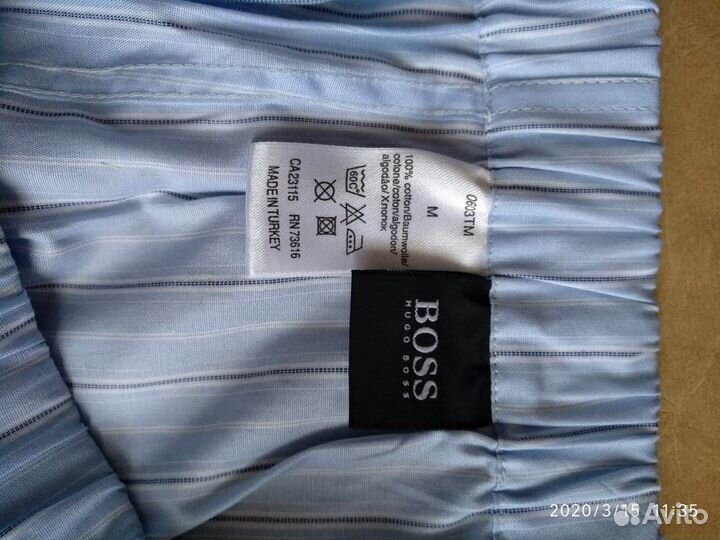 0603TM
M
100% cotton/Baumwolle/
cotone/coton/algodon/
algodão/ Хлопок
60C°
CA23115 RN73616
MADE IN TURKEY
BOSS
HUGO BOSS
2020/3/15 11:35
Avito